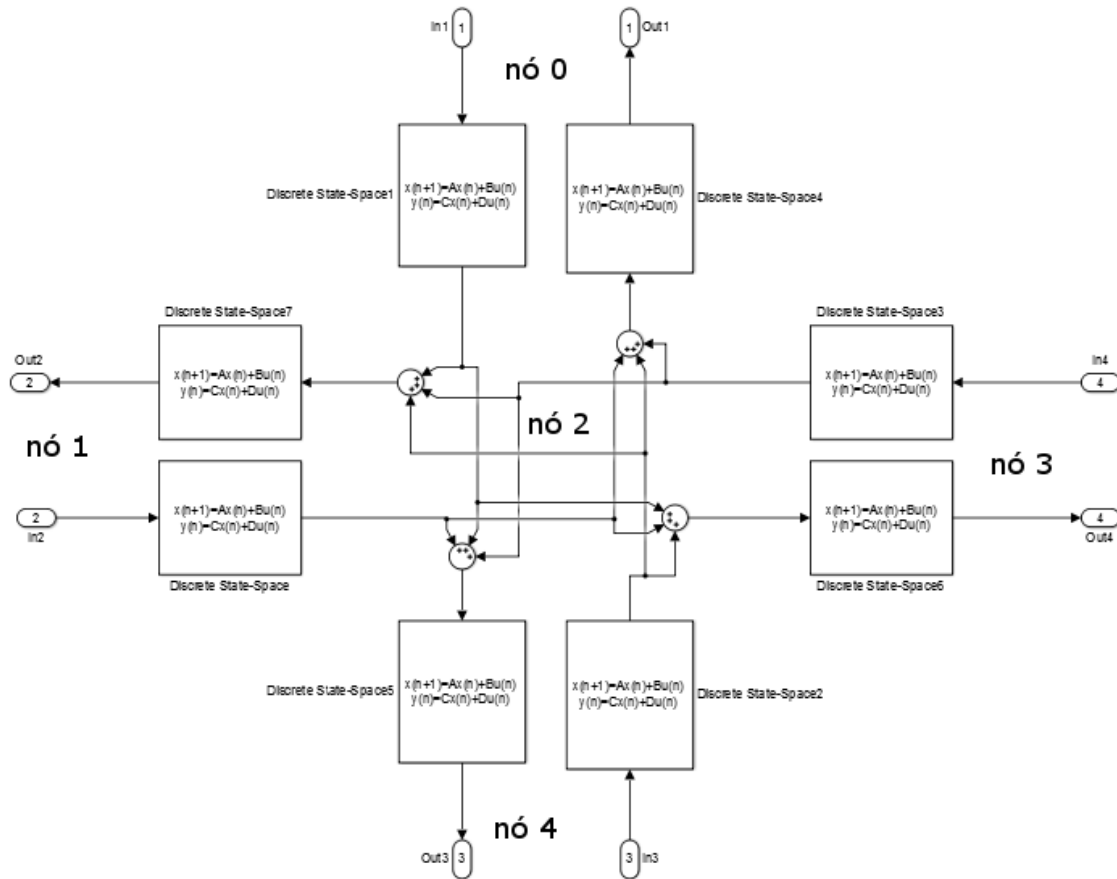 In1
1
1
Out1
nó 0
Discrete State-Space1
x(n+1)=Ax(n)+Bu(n)
y(n)=Cx(n)+Du(n)
x(n+1)=Ax(n)+Bu(n)
y(n)=Cx(n)+Du(n)
Discrete State-Space4
Discrete State-Space7
Discrete State-Space3
Out2
2
x(n+1)=Ax(n)+Bu(n)
y(n)=Cx(n)+Du(n)
x(n+1)=Ax(n)+Bu(n)
y(n)=Cx(n)+Du(n)
In4
4
nó 1
nó 2
nó 3
2
In2
x(n+1)=Ax(n)+Bu(n)
y(n)=Cx(n)+Du(n)
Discrete State-Space
x(n+1)=Ax(n)+Bu(n)
y(n)=Cx(n)+Du(n)
Discrete State-Space6
4
Out4
Discrete State-Space5
x(n+1)=Ax(n)+Bu(n)
y(n)=Cx(n)+Du(n)
x(n+1)=Ax(n)+Bu(n)
y(n)=Cx(n)+Du(n)
Discrete State-Space2
nó 4
Out3
3
3
In3